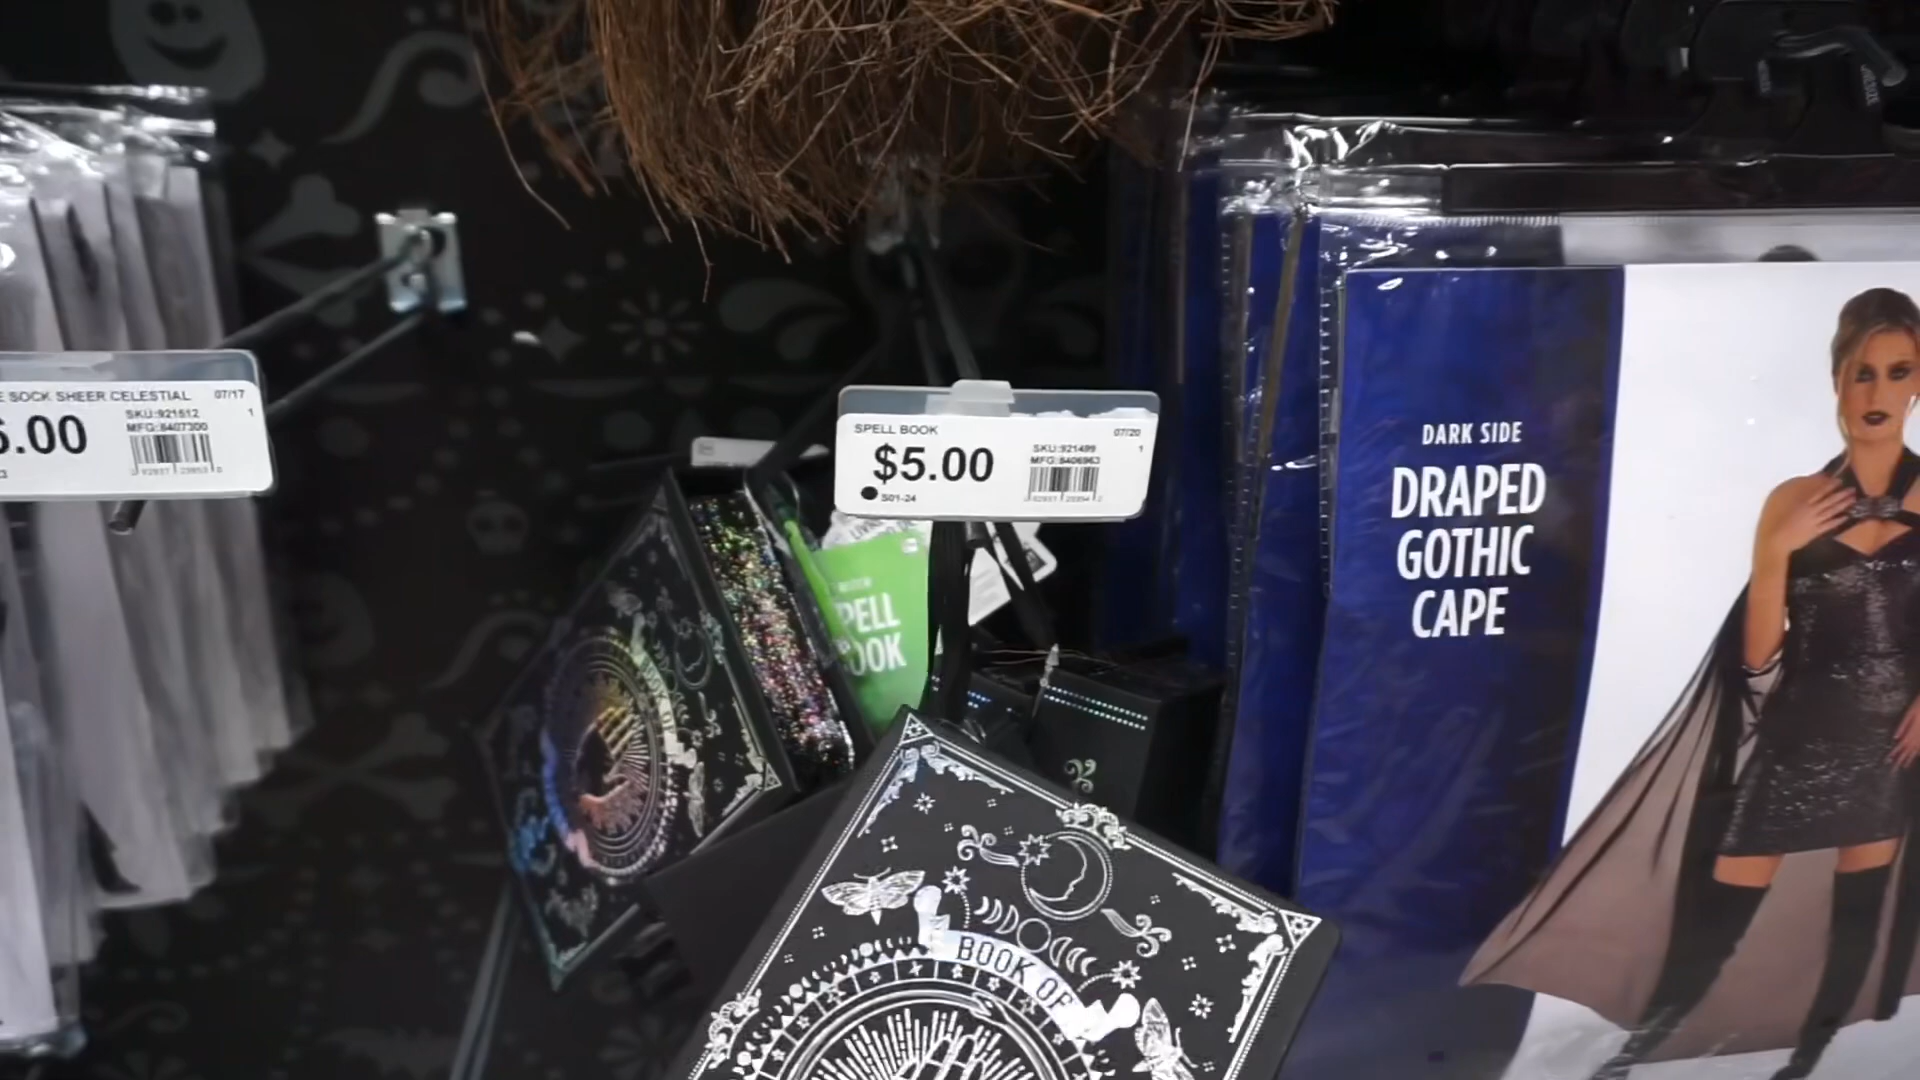 SOCK SHEER CELESTIAL
07/17
SKU:921512
1
MFG:8407300
.00
SPELL BOOK
07/20
$5.00
SKU:921499
1
MFG:8406963
S01-24
PELL
OOK
BOOK OF
DARK SIDE
DRAPED
GOTHIC
CAPE